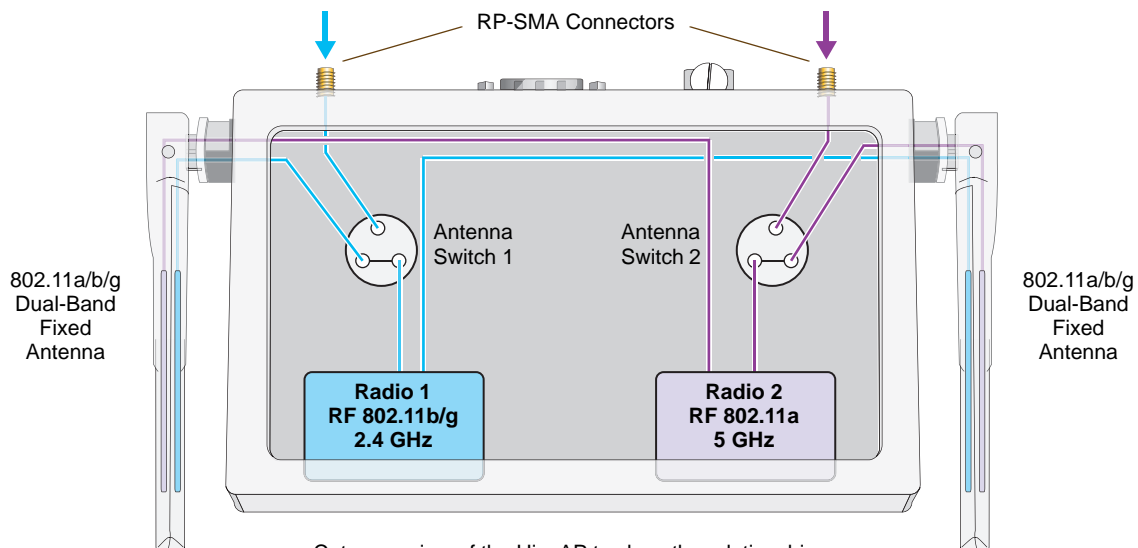 RP-SMA Connectors
Antenna
Switch 1
Antenna
Switch 2
802.11a/b/g
Dual-Band
Fixed
Antenna
802.11a/b/g
Dual-Band
Fixed
Antenna
Radio 1
RF 802.11b/g
2.4 GHz
Radio 2
RF 802.11a
5 GHz